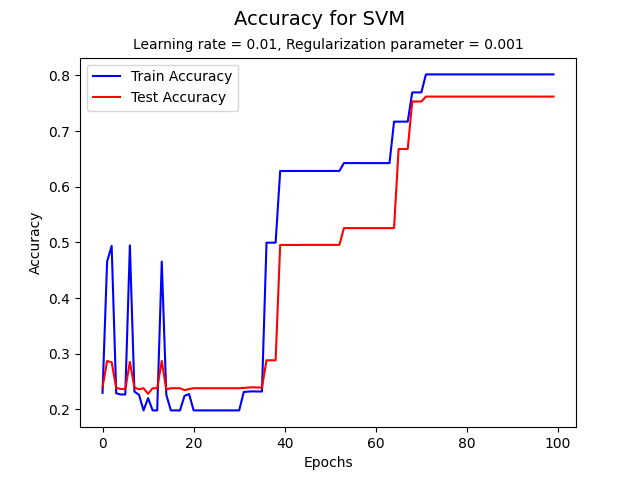 Accuracy for SVM
Learning rate = 0.01, Regularization parameter = 0.001
Train Accuracy
Test Accuracy
0.8
0.7
0.6
0.5
0.4
0.3
0.2
Accuracy
0 20 40 60 80 100
Epochs